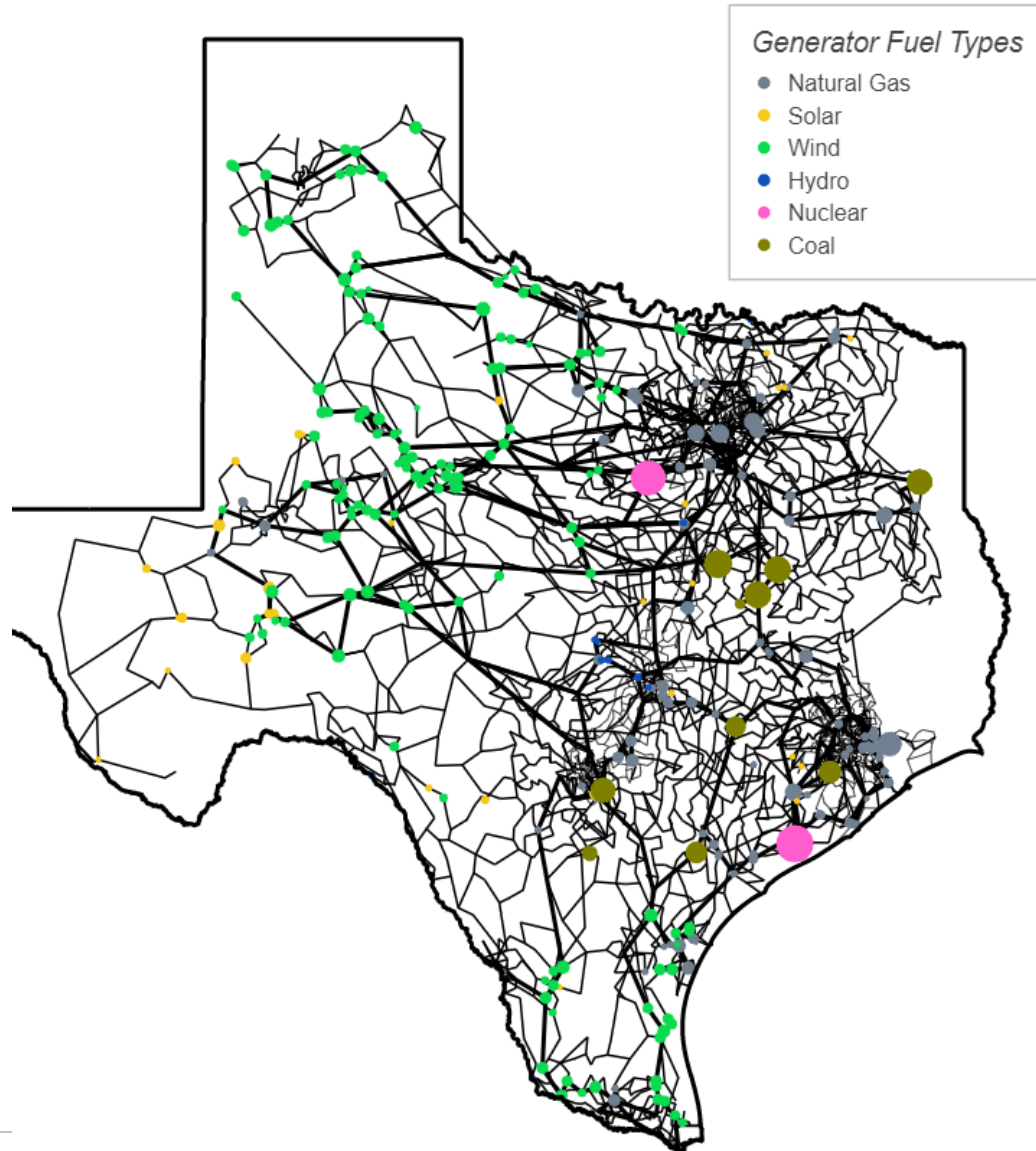 Generator Fuel Types
Natural Gas
Solar
Wind
Hydro
Nuclear
Coal